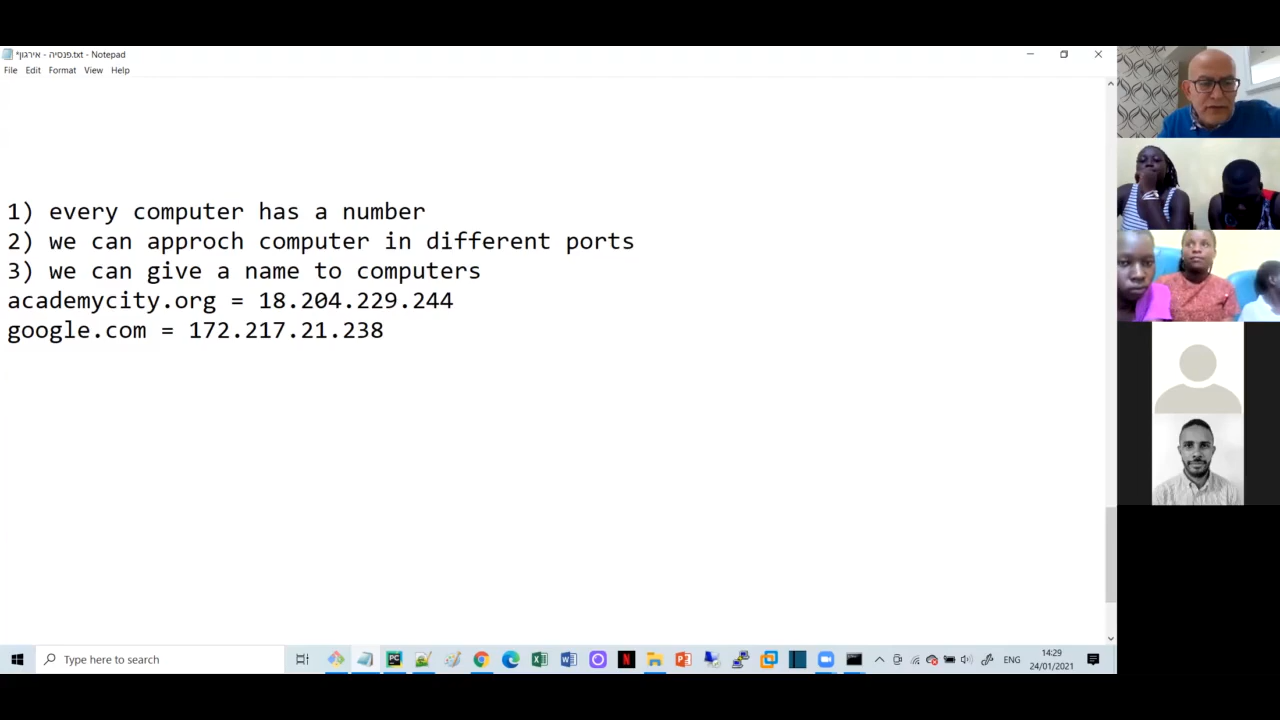 *אירגון - פנסיה.txt - Notepad
File Edit Format View Help
1) every computer has a number
2) we can approch computer in different ports
3) we can give a name to computers
academycity.org = 18.204.229.244
google.com = 172.217.21.238
Type here to search
ENG
14:29
24/01/2021